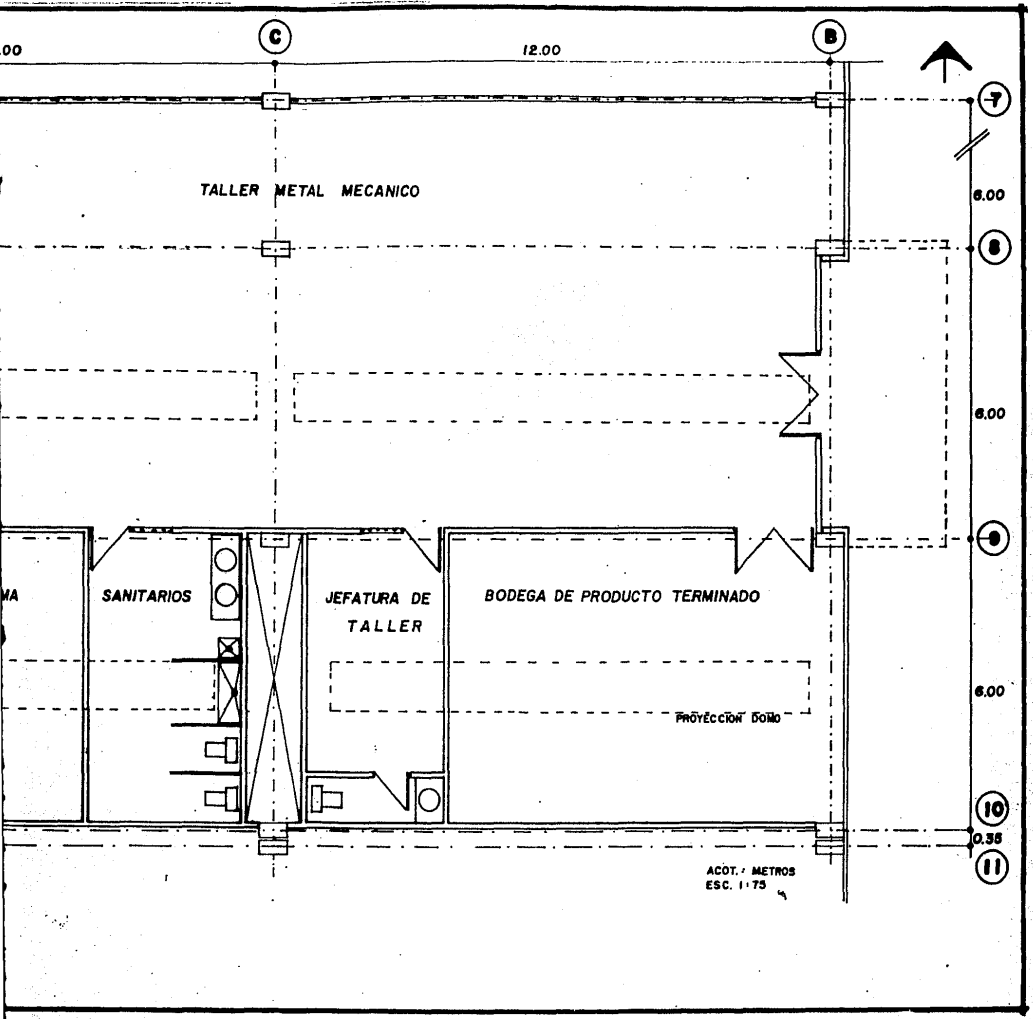 C
B
.00
12.00
7
TALLER METAL MECANICO
6.00
8
6.00
9
MA
SANITARIOS
JEFATURA DE
TALLER
BODEGA DE PRODUCTO TERMINADO
6.00
PROYECCION DOMO
10
0.35
11
ACOT.: METROS
ESC. 1:75